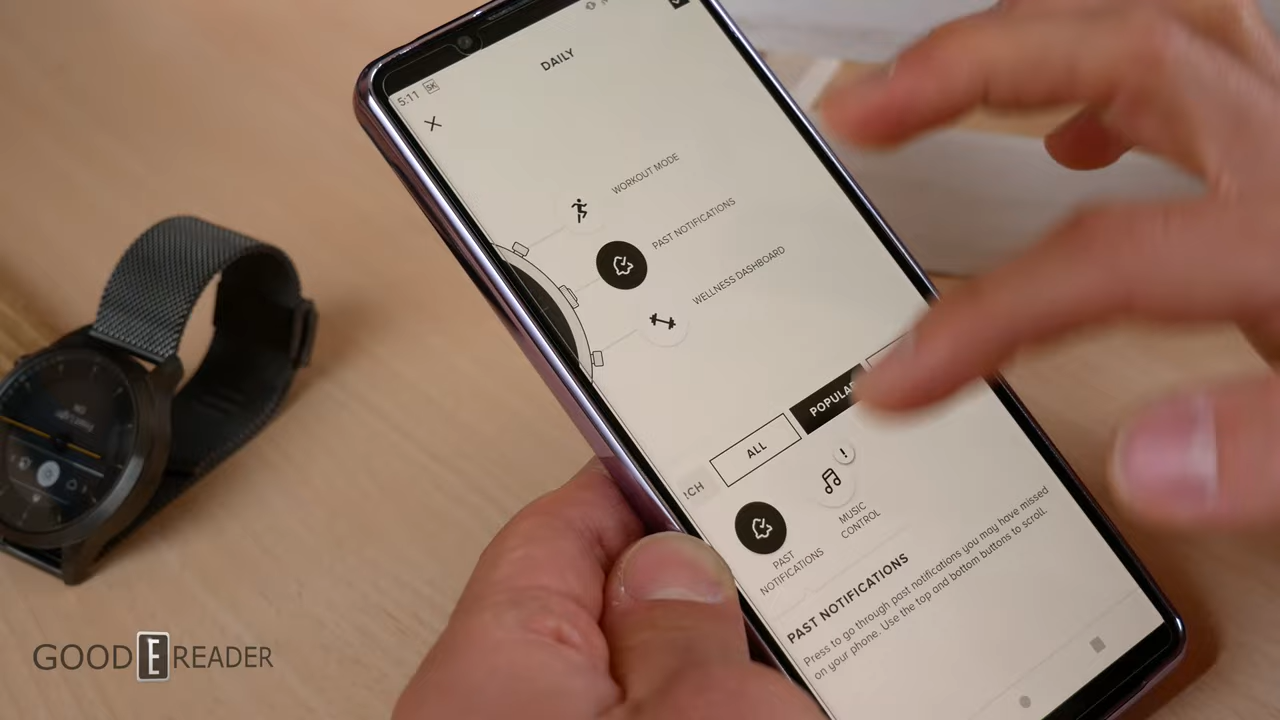 5:11
DAILY
WORKOUT MODE
PAST NOTIFICATIONS
WELLNESS DASHBOARD
ALL
POPULAR
PAST
NOTIFICATIONS
!
MUSIC
CONTROL
PAST NOTIFICATIONS
Press to go through past notifications you may have missed
on your phone. Use the top and bottom buttons to scroll.
GOOD E READER